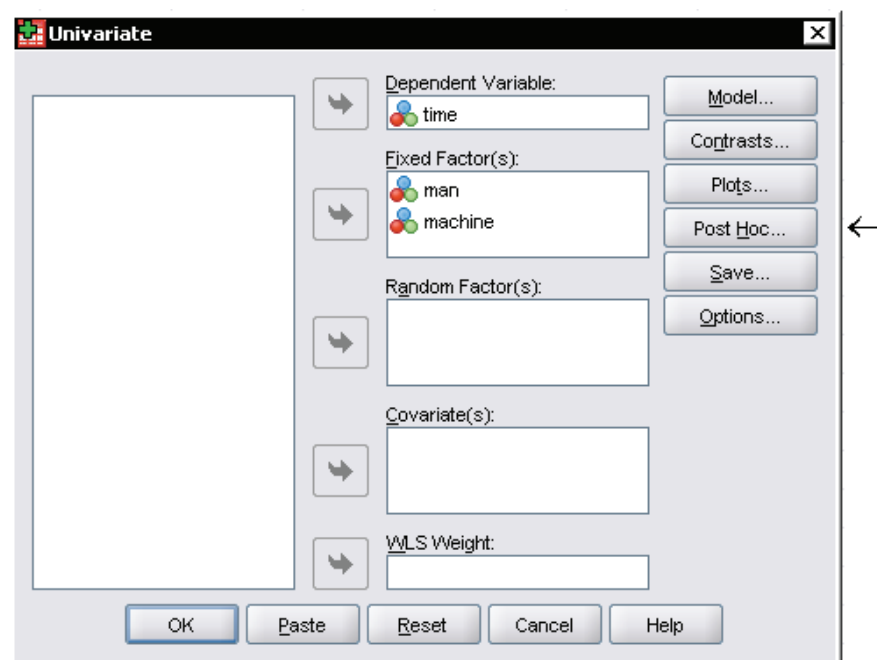 Univariate
Dependent Variable:
time
Fixed Factor(s):
man
machine
Random Factor(s):
Covariate(s):
WLS Weight:
Model...
Contrasts...
Plots...
Post Hoc...
Save...
Options...
OK Paste Reset Cancel Help